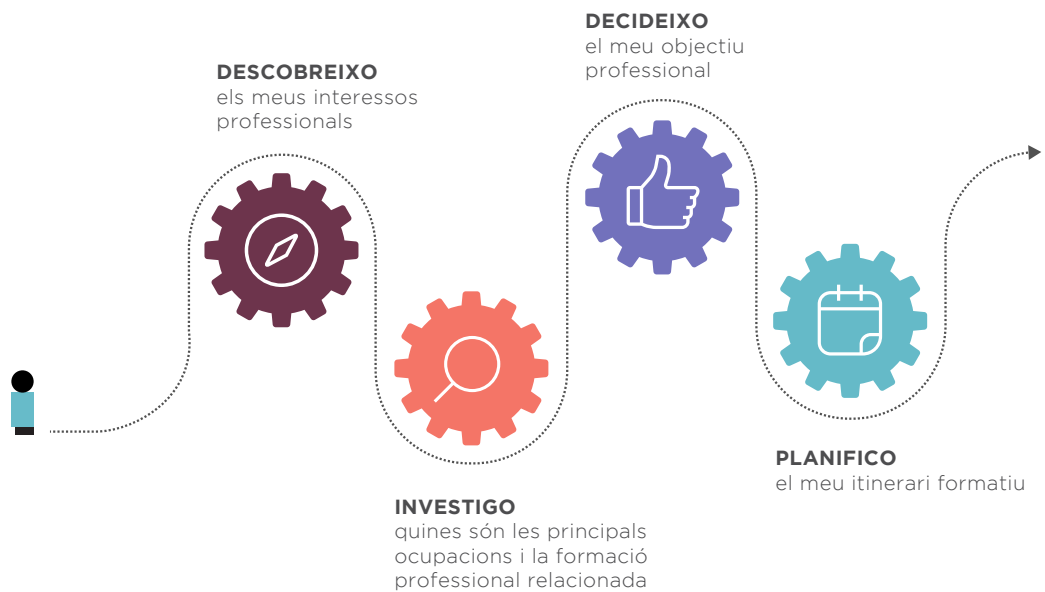 DESCOBREIXO
els meus interessos
professionals
INVESTIGO
quines són les principals
ocupacions i la formació
professional relacionada
DECIDEIXO
el meu objectiu
professional
PLANIFICO
el meu itinerari formatiu